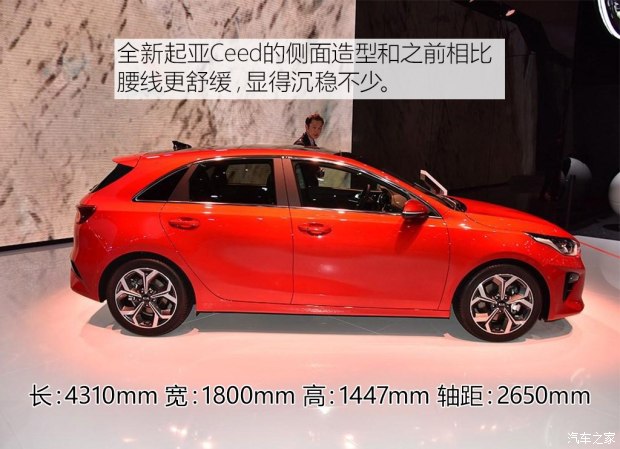 全新起亚Ceed的侧面造型和之前相比
腰线更舒缓，显得沉稳不少。
长:4310mm 宽:1800mm 高:1447mm 轴距:2650mm
汽车之家